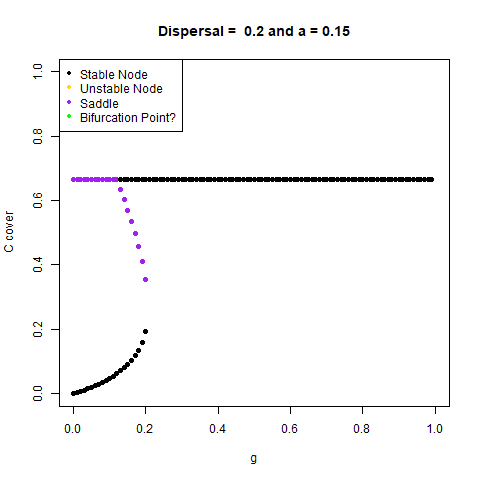 Dispersal =  0.2 and a = 0.15
Stable Node
Unstable Node
Saddle
Bifurcation Point?
C cover
1.0
0.8
0.6
0.4
0.2
0.0
0.0 0.2 0.4 0.6 0.8 1.0
g